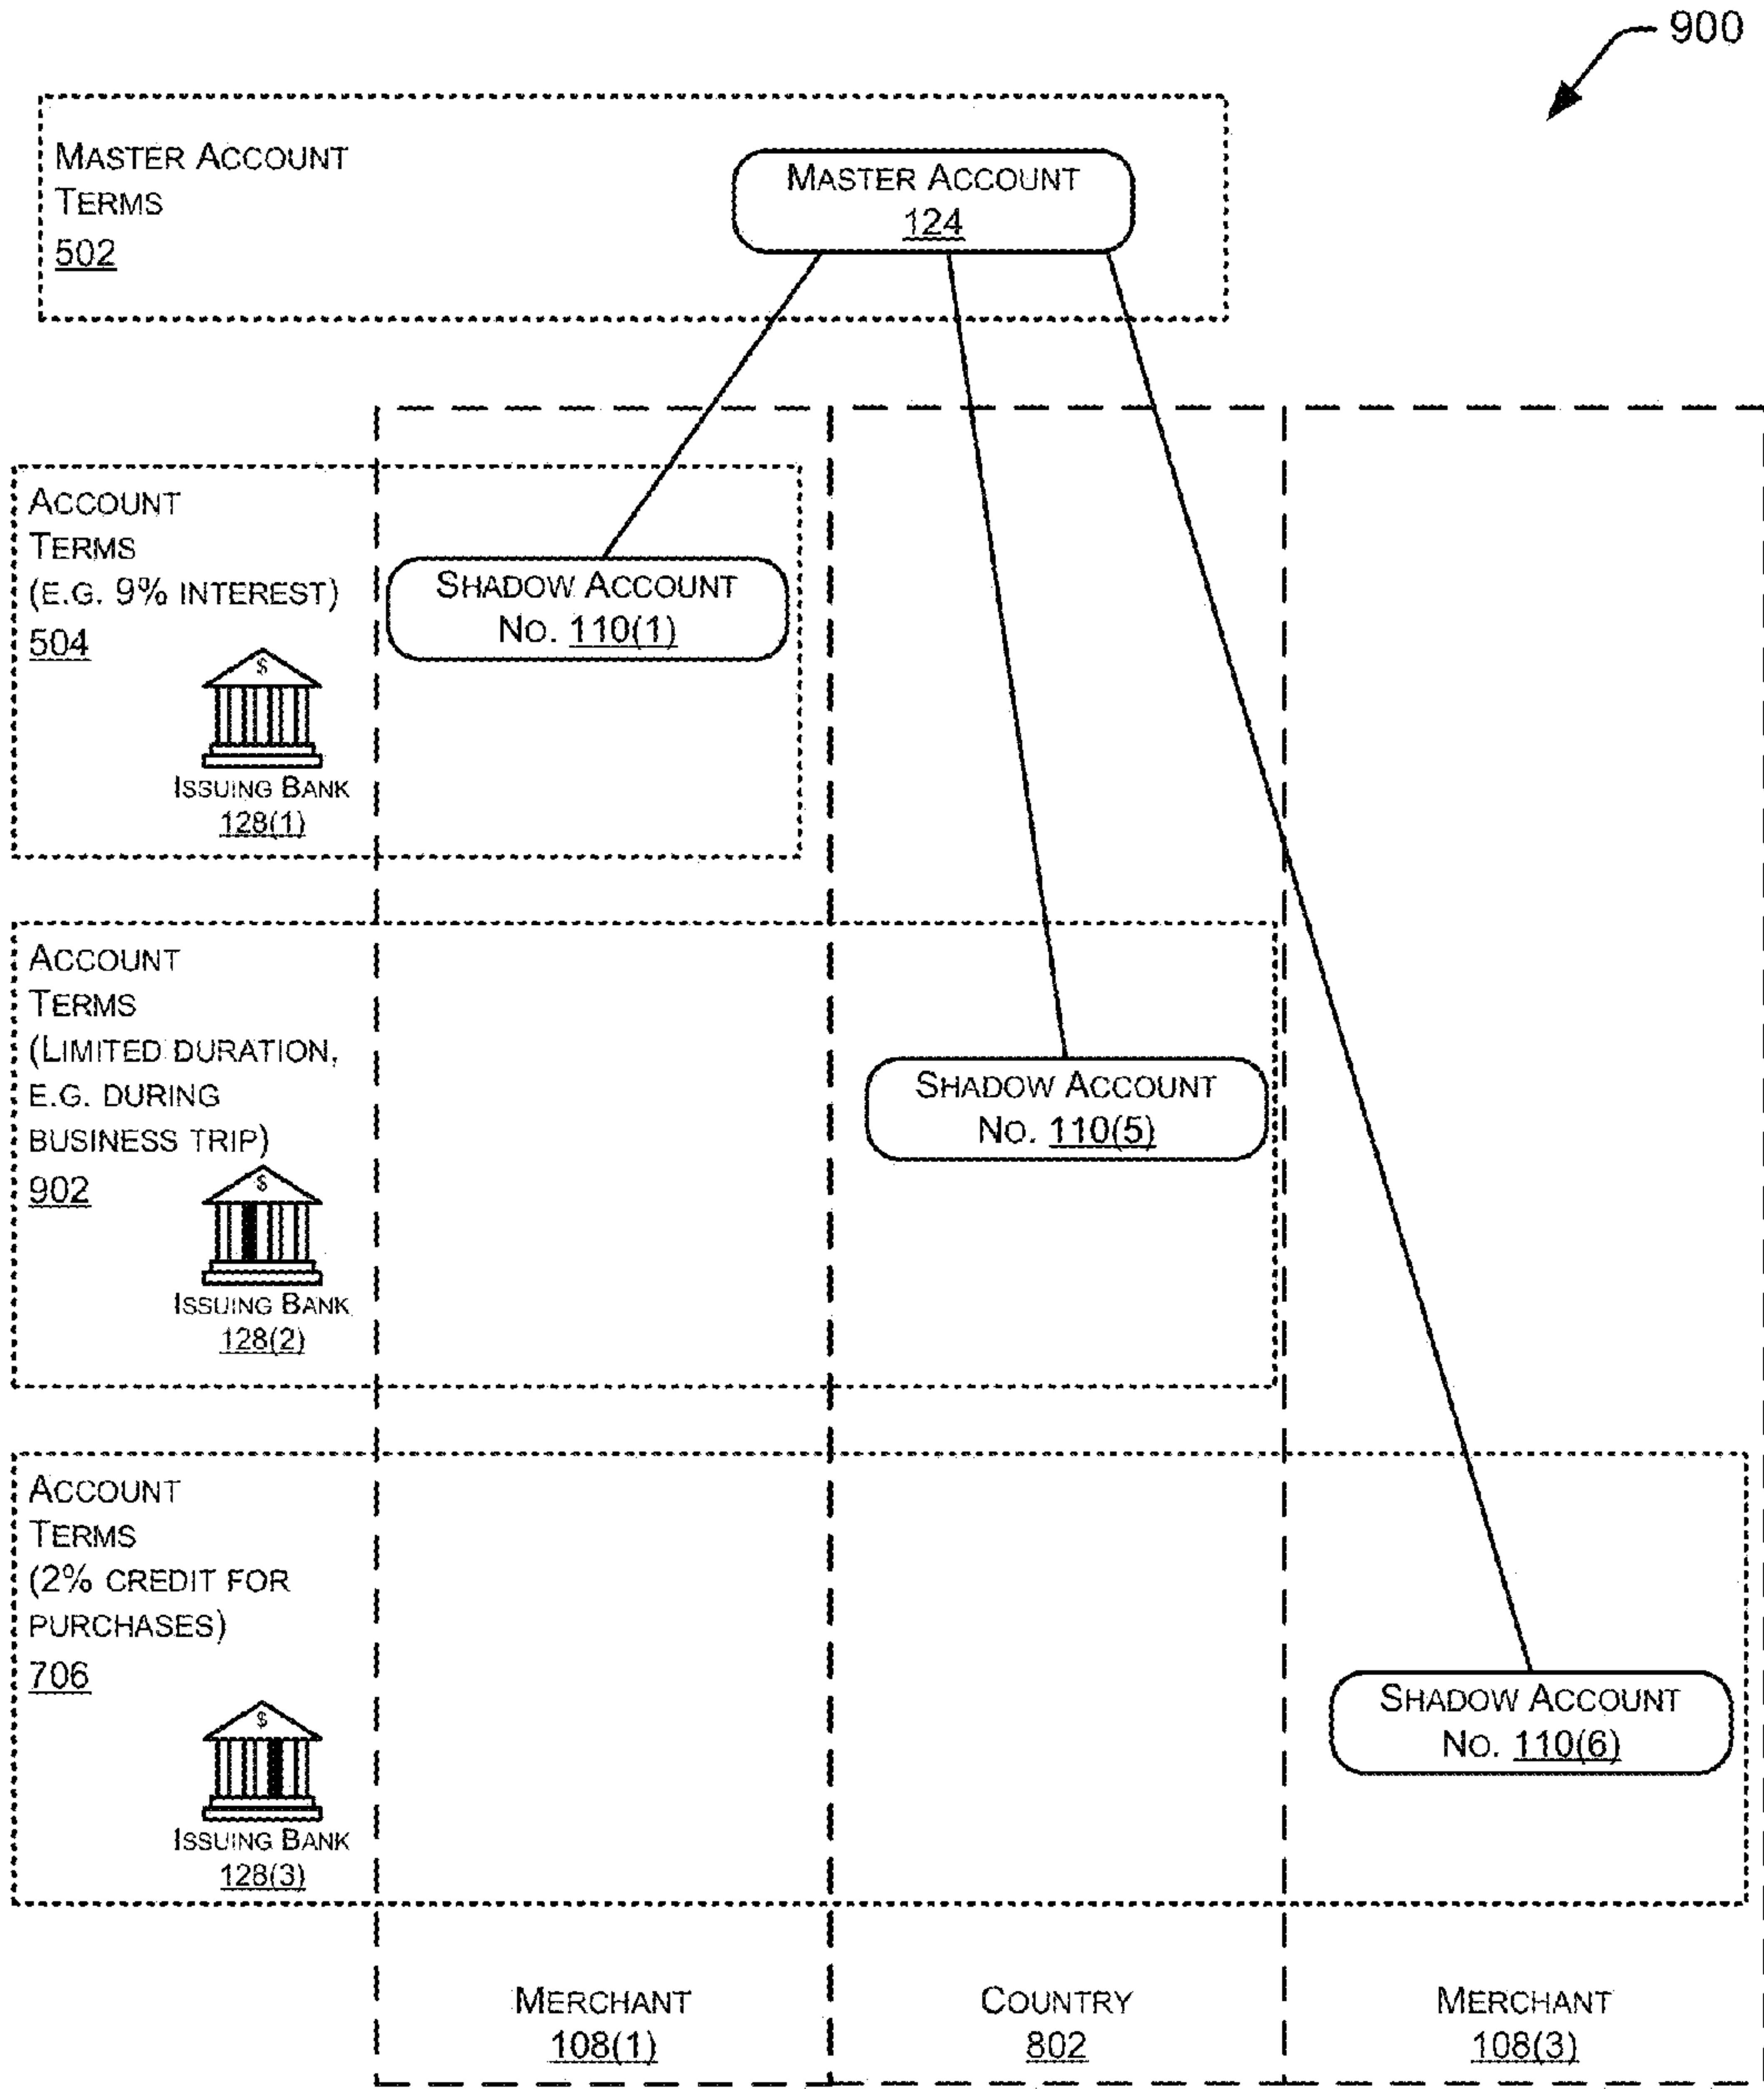 900
MASTER ACCOUNT
TERMS
502
MASTER ACCOUNT
124
ACCOUNT
TERMS
(E.G. 9% INTEREST)
504
$
ISSUING BANK
128(1)
SHADOW ACCOUNT
NO. 110(1)
ACCOUNT
TERMS
(LIMITED DURATION,
E.G. DURING
BUSINESS TRIP)
902
$
ISSUING BANK
128(2)
SHADOW ACCOUNT
NO. 110(5)
ACCOUNT
TERMS
(2% CREDIT FOR
PURCHASES)
706
$
ISSUING BANK
128(3)
SHADOW ACCOUNT
NO. 110(6)
MERCHANT
108(1)
COUNTRY
802
MERCHANT
108(3)